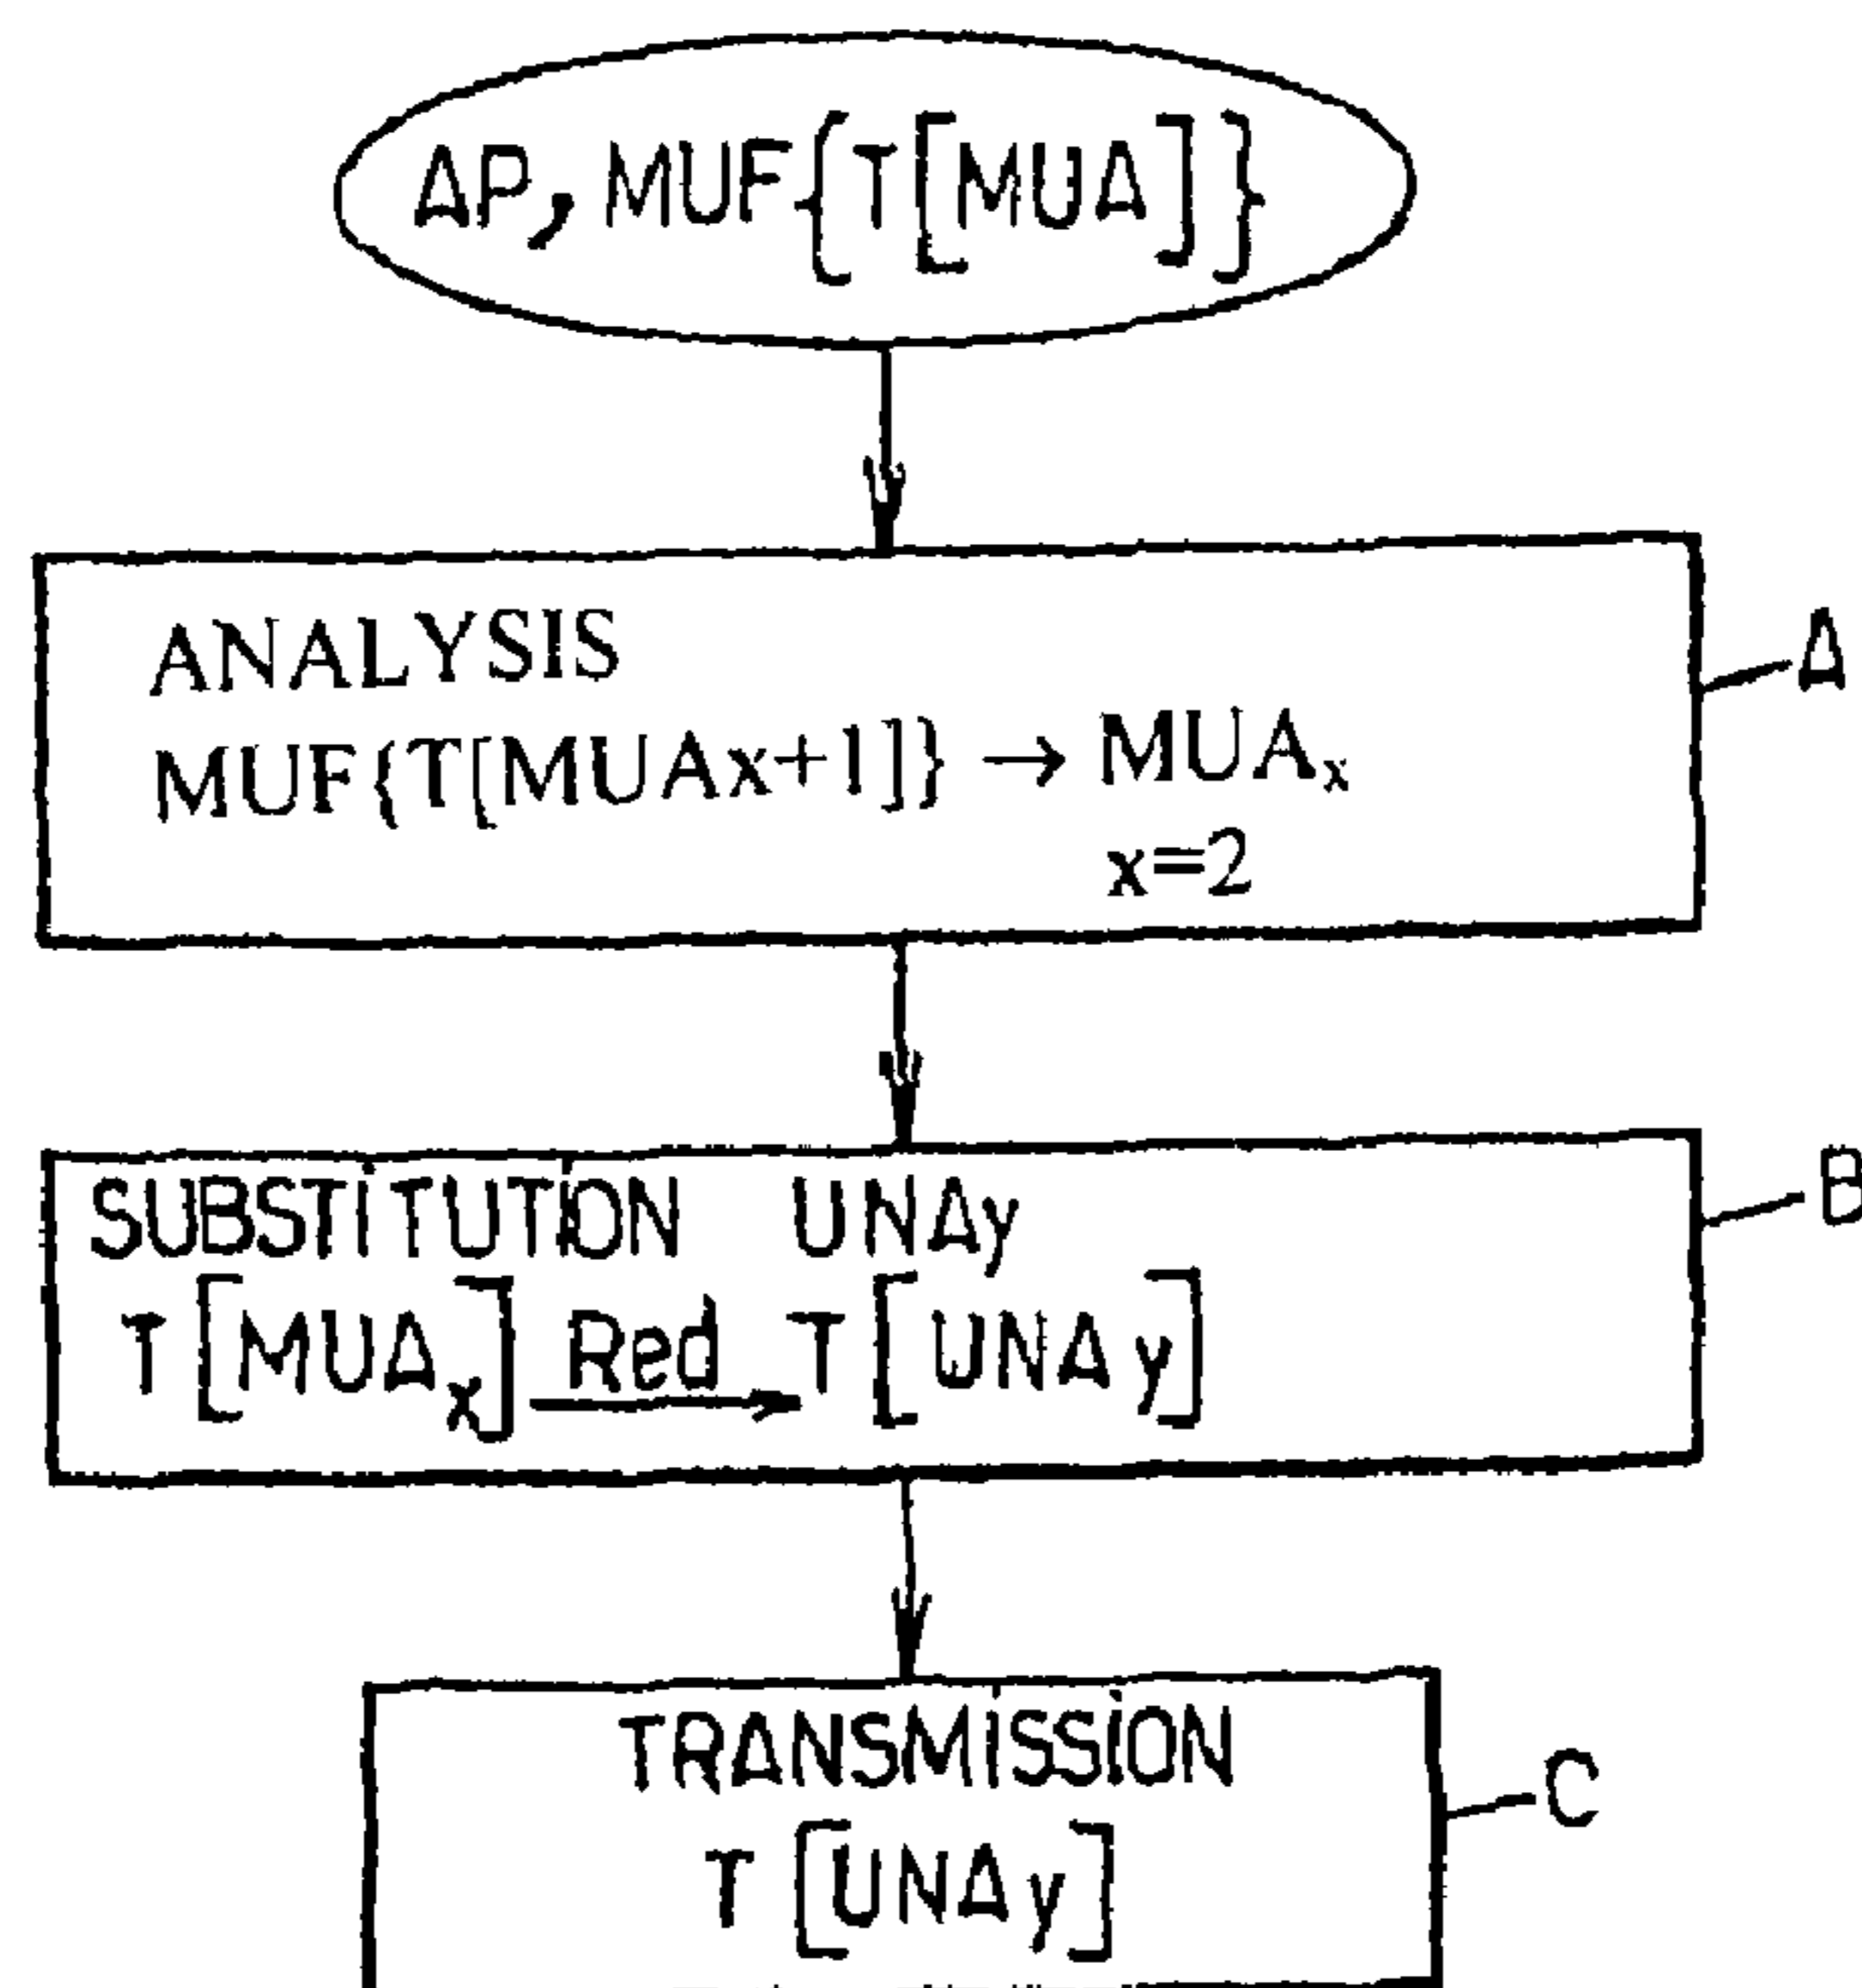 AP, MUF{T[MUA]}
ANALYSIS
A
MUF{T[MUAx+1]} → MUAx
x=2
SUBSTITUTION UNAy
B
T[MUAx] Red → T[UNAy]
TRANSMISSION
C
T[UNAy]